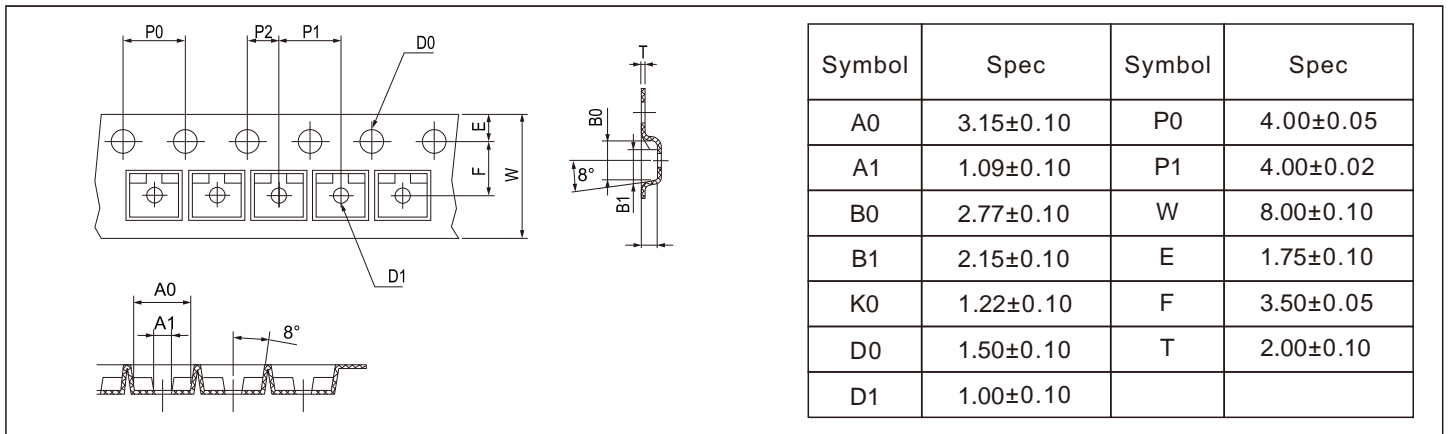 P0 P2 P1 D0
E
F
W
D1
T
B0
8°
B1
A0
A1
8°
Symbol Spec Symbol Spec
A0 3.15±0.10 P0 4.00±0.05
A1 1.09±0.10 P1 4.00±0.02
B0 2.77±0.10 W 8.00±0.10
B1 2.15±0.10 E 1.75±0.10
K0 1.22±0.10 F 3.50±0.05
D0 1.50±0.10 T 2.00±0.10
D1 1.00±0.10